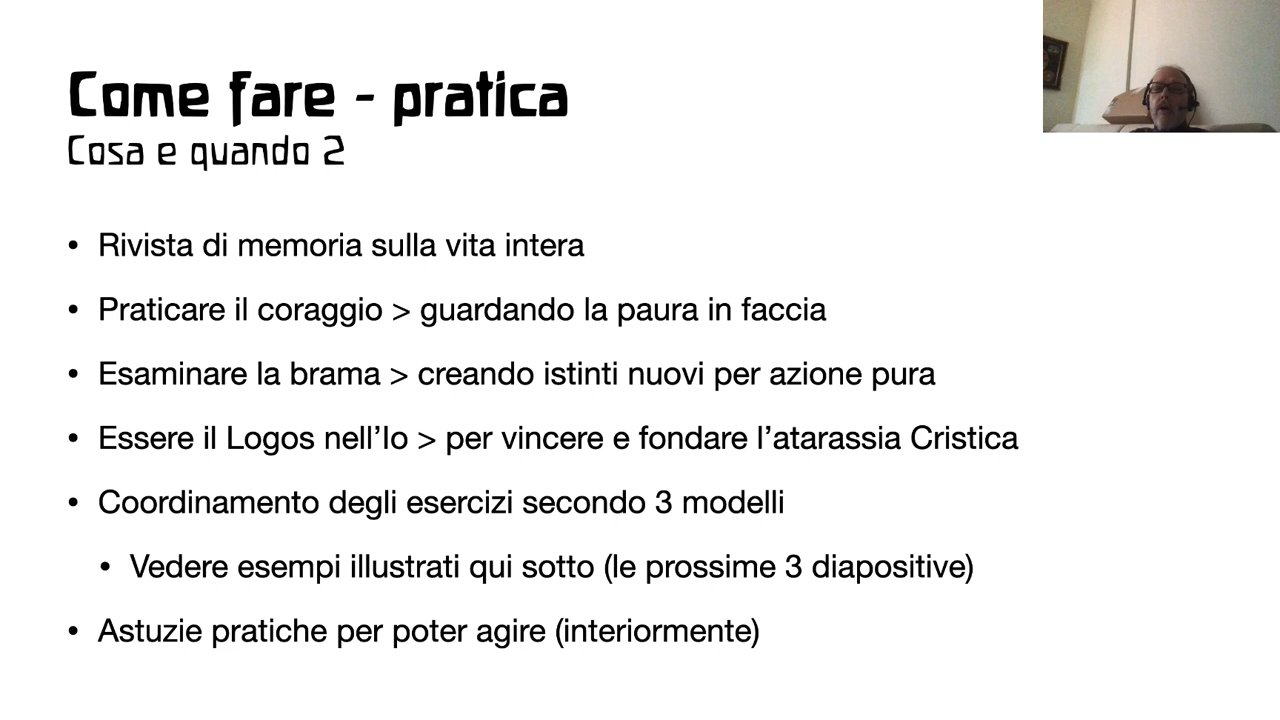 Come fare - pratica
Cosa e quando 2
• Rivista di memoria sulla vita intera
• Praticare il coraggio > guardando la paura in faccia
• Esaminare la brama > creando istinti nuovi per azione pura
• Essere il Logos nell’Io > per vincere e fondare l’atarassia Cristica
• Coordinamento degli esercizi secondo 3 modelli
• Vedere esempi illustrati qui sotto (le prossime 3 diapositive)
• Astuzie pratiche per poter agire (interiormente)